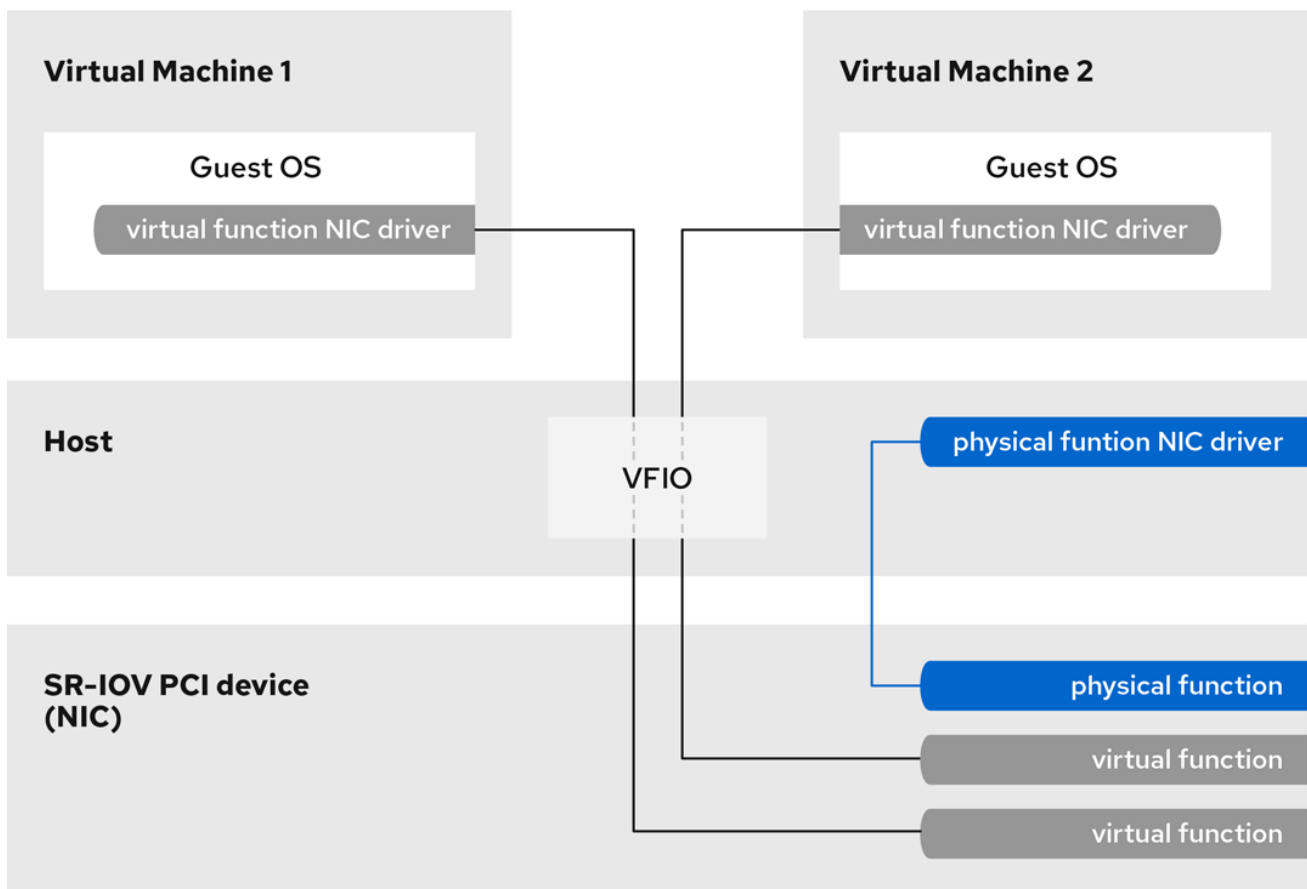 Virtual Machine 1
Guest OS
virtual function NIC driver
Virtual Machine 2
Guest OS
virtual function NIC driver
Host
VFIO
physical funtion NIC driver
SR-IOV PCI device
(NIC)
physical function
virtual function
virtual function